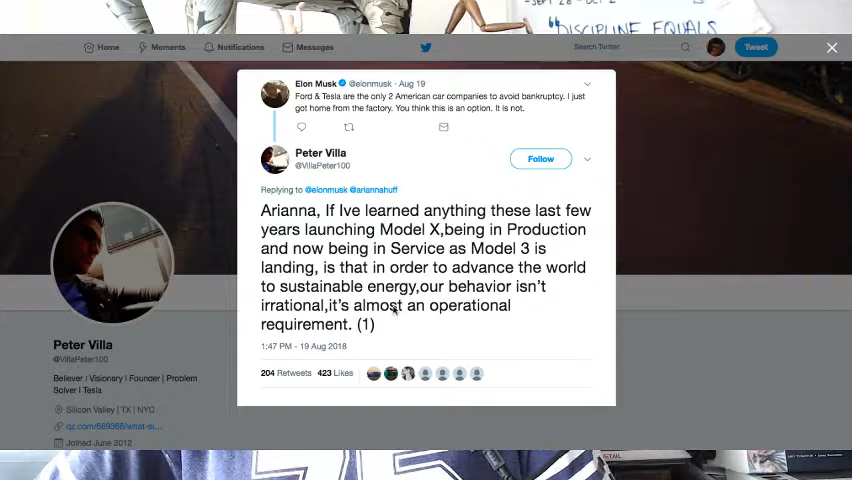 -SEPT 28 - OCT 2
"DISCIPLINE EQUALS
Home
Moments
Notifications
Messages
Search Twitter
Tweet
Elon Musk @elonmusk · Aug 19
Ford & Tesla are the only 2 American car companies to avoid bankruptcy. I just
got home from the factory. You think this is an option. It is not.
Peter Villa
@VillaPeter100
Follow
Replying to @elonmusk @ariannahuff
Arianna, If Ive learned anything these last few
years launching Model X,being in Production
and now being in Service as Model 3 is
landing, is that in order to advance the world
to sustainable energy,our behavior isn't
irrational,it's almost an operational
requirement. (1)
1:47 PM - 19 Aug 2018
204 Retweets 423 Likes
Peter Villa
@VillaPeter100
Believer | Visionary | Founder | Problem
Solver | Tesla
Silicon Valley | TX | NYC
qz.com/689368/what-si...
Joined June 2012